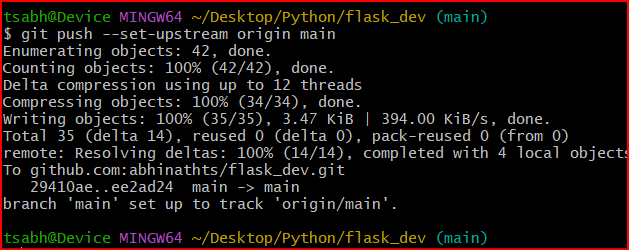 tsabh@Device MINGW64 ~/Desktop/Python/flask_dev (main)
$ git push --set-upstream origin main
Enumerating objects: 42, done.
Counting objects: 100% (42/42), done.
Delta compression using up to 12 threads
Compressing objects: 100% (34/34), done.
Writing objects: 100% (35/35), 3.47 KiB | 394.00 KiB/s, done.
Total 35 (delta 14), reused 0 (delta 0), pack-reused 0 (from 0)
remote: Resolving deltas: 100% (14/14), completed with 4 local objects
To github.com:abhinathts/flask_dev.git
   29410ae..ee2ad24  main -> main
branch 'main' set up to track 'origin/main'.

tsabh@Device MINGW64 ~/Desktop/Python/flask_dev (main)